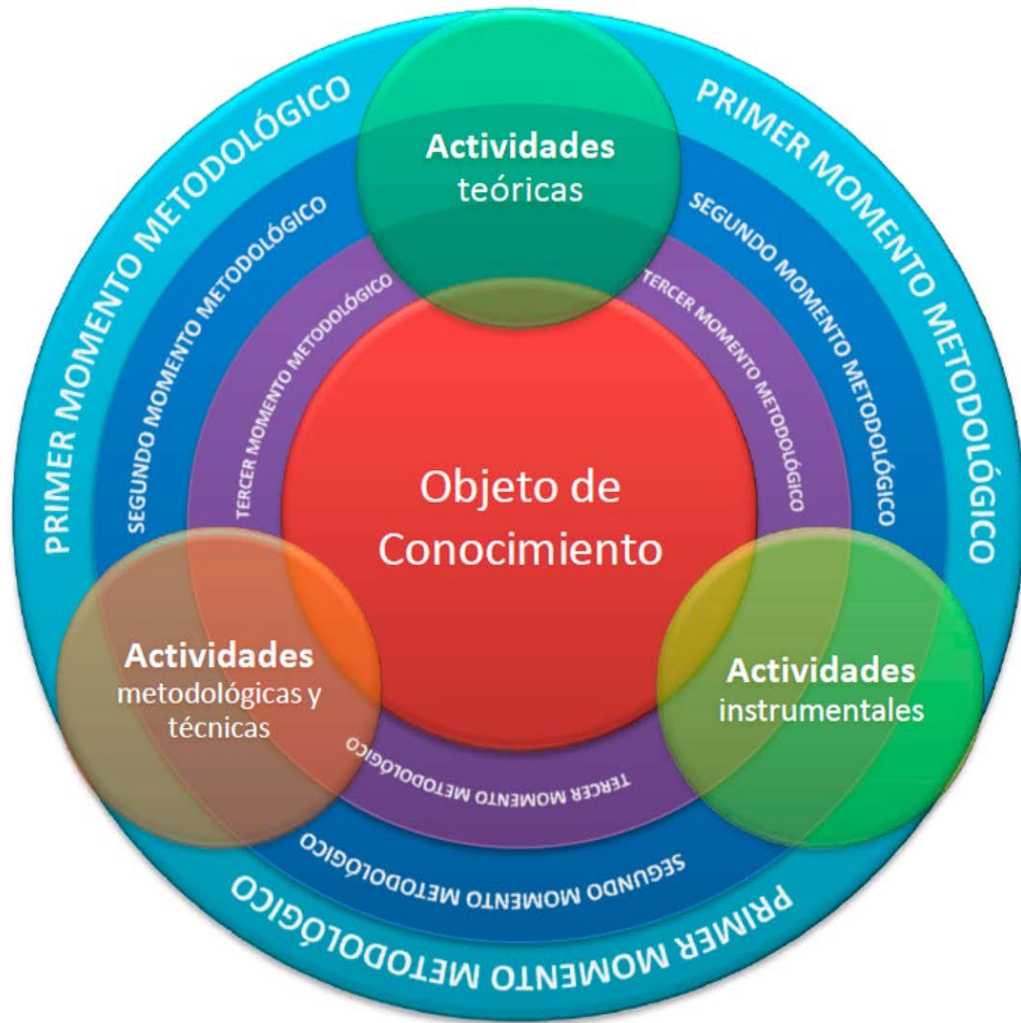 PRIMER MOMENTO METODOLÓGICO
PRIMER MOMENTO METODOLÓGICO
Actividades
teóricas
SEGUNDO MOMENTO METODOLÓGICO
SEGUNDO MOMENTO METODOLÓGICO
TERCER MOMENTO METODOLÓGICO
TERCER MOMENTO METODOLÓGICO
Objeto de
Conocimiento
Actividades
metodológicas y
técnicas
Actividades
instrumentales
TERCER MOMENTO METODOLÓGICO
SEGUNDO MOMENTO METODOLÓGICO
PRIMER MOMENTO METODOLÓGICO